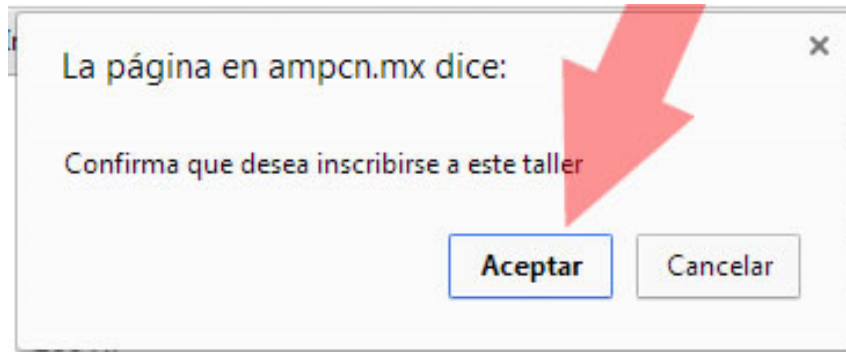 La página en ampcn.mx dice:
Confirma que desea inscribirse a este taller
Aceptar
Cancelar